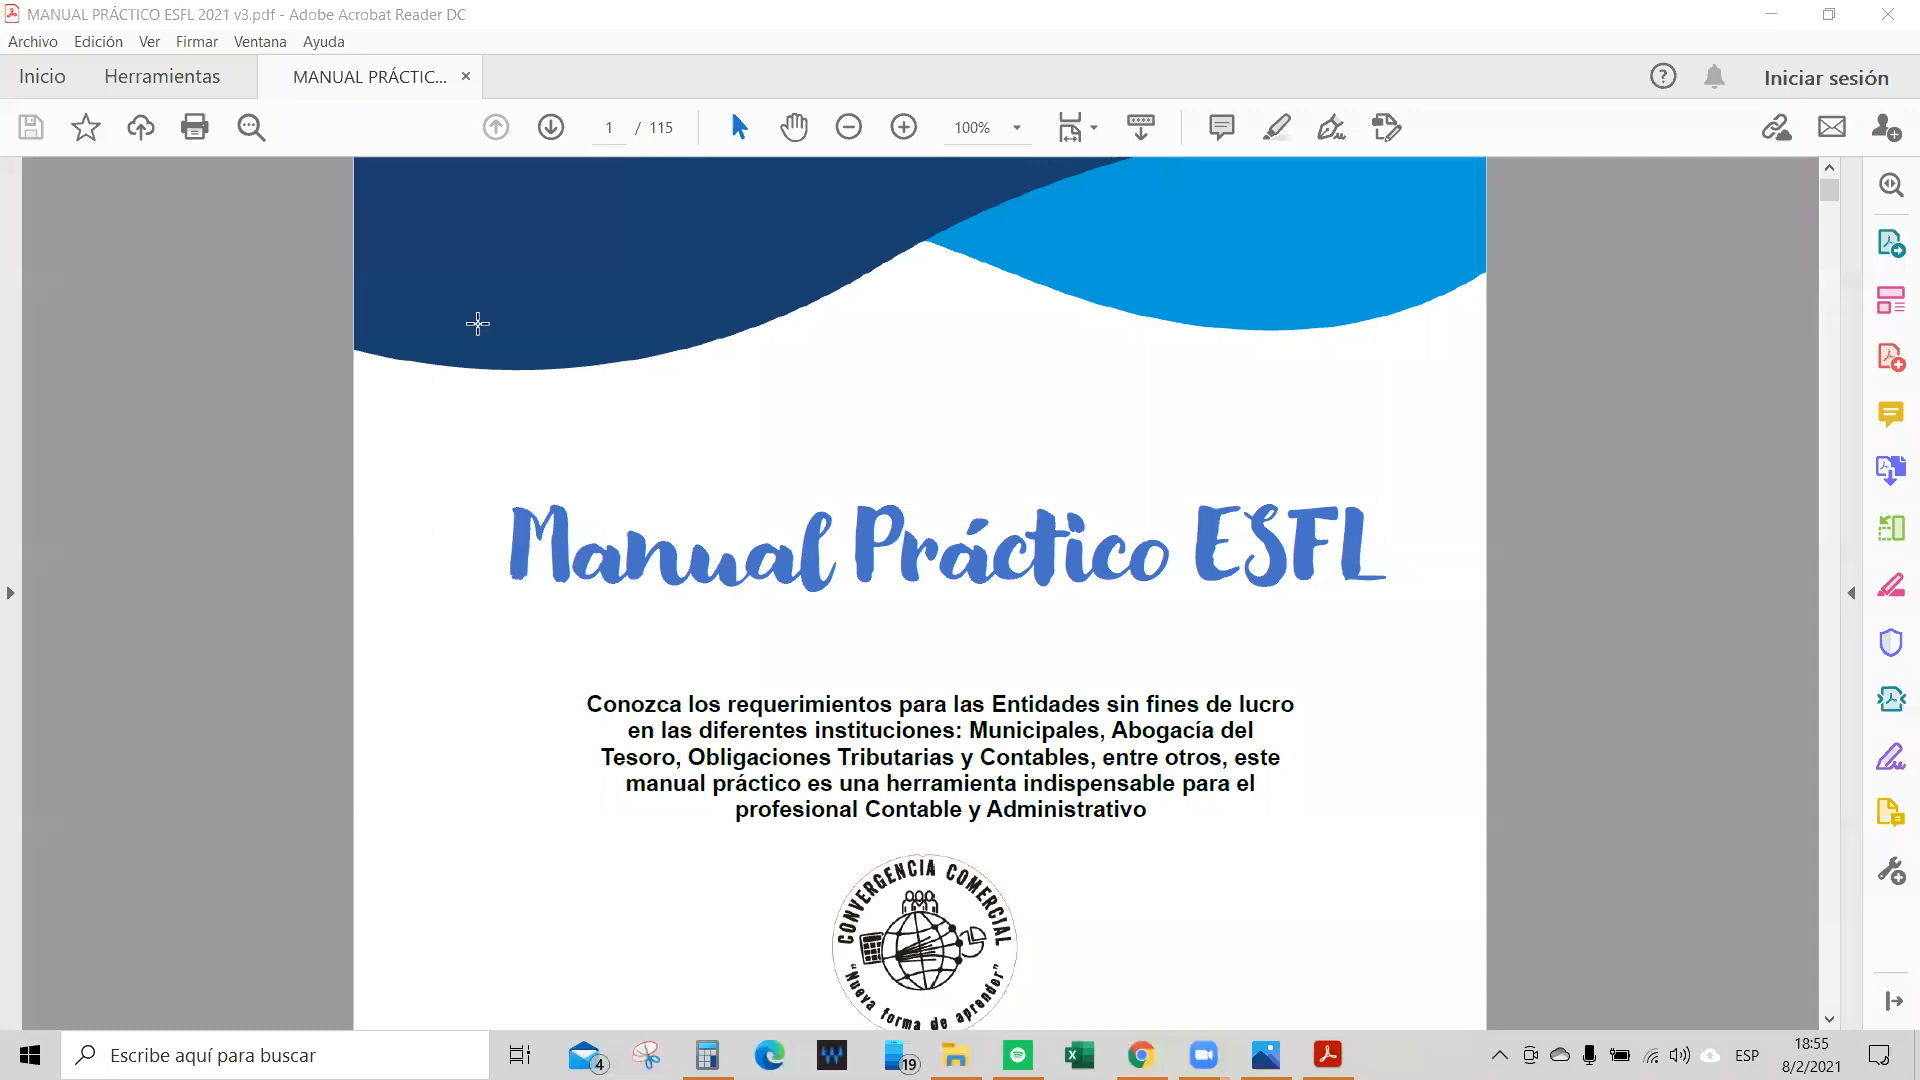 MANUAL PRÁCTICO ESFL 2021 v3.pdf - Adobe Acrobat Reader DC
Archivo Edición Ver Firmar Ventana Ayuda
Inicio Herramientas MANUAL PRÁCTIC... × Iniciar sesión
1 / 115 100%
Manual Práctico ESFL
Conozca los requerimientos para las Entidades sin fines de lucro
en las diferentes instituciones: Municipales, Abogacía del
Tesoro, Obligaciones Tributarias y Contables, entre otros, este
manual práctico es una herramienta indispensable para el
profesional Contable y Administrativo
CONVERGENCIA COMERCIAL
"Nueva forma de aprender"
Escribe aquí para buscar
4
19
ESP
18:55
8/2/2021